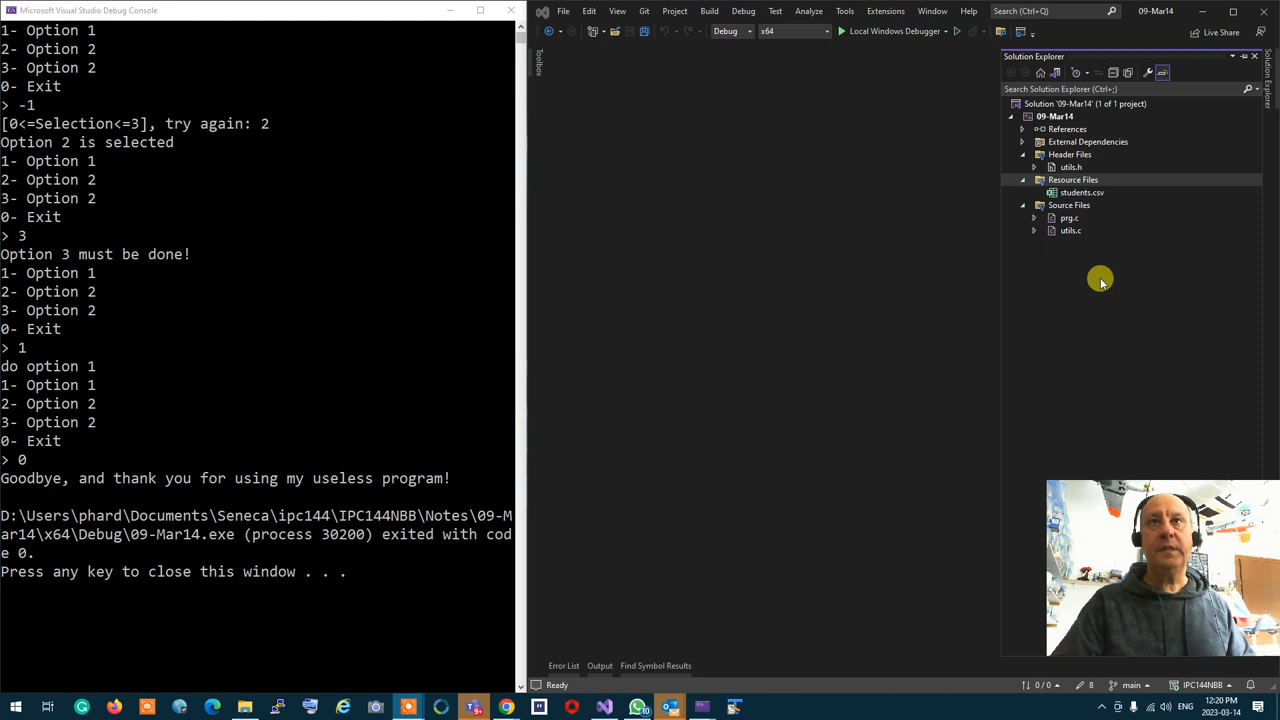 Microsoft Visual Studio Debug Console
1- Option 1
2- Option 2
3- Option 2
0- Exit
> -1
[0<=Selection<=3], try again: 2
Option 2 is selected
1- Option 1
2- Option 2
3- Option 2
0- Exit
> 3
Option 3 must be done!
1- Option 1
2- Option 2
3- Option 2
0- Exit
> 1
do option 1
1- Option 1
2- Option 2
3- Option 2
0- Exit
> 0
Goodbye, and thank you for using my useless program!
D:\Users\phard\Documents\Seneca\ipc144\IPC144NBB\Notes\09-M
ar14\x64\Debug\09-Mar14.exe (process 30200) exited with cod
e 0.
Press any key to close this window . . .
File Edit View Git Project Build Debug Test Analyze Tools Extensions Window Help Search (Ctrl+Q) 09-Mar14
Debug x64 Local Windows Debugger Live Share
Toolbox
Solution Explorer
Solution Explorer
Search Solution Explorer (Ctrl+;)
Solution '09-Mar14' (1 of 1 project)
09-Mar14
References
External Dependencies
Header Files
utils.h
Resource Files
students.csv
Source Files
prg.c
utils.c
Error List Output Find Symbol Results
Ready 0 / 0 8 main IPC144NBB
ENG 12:20 PM
2023-03-14